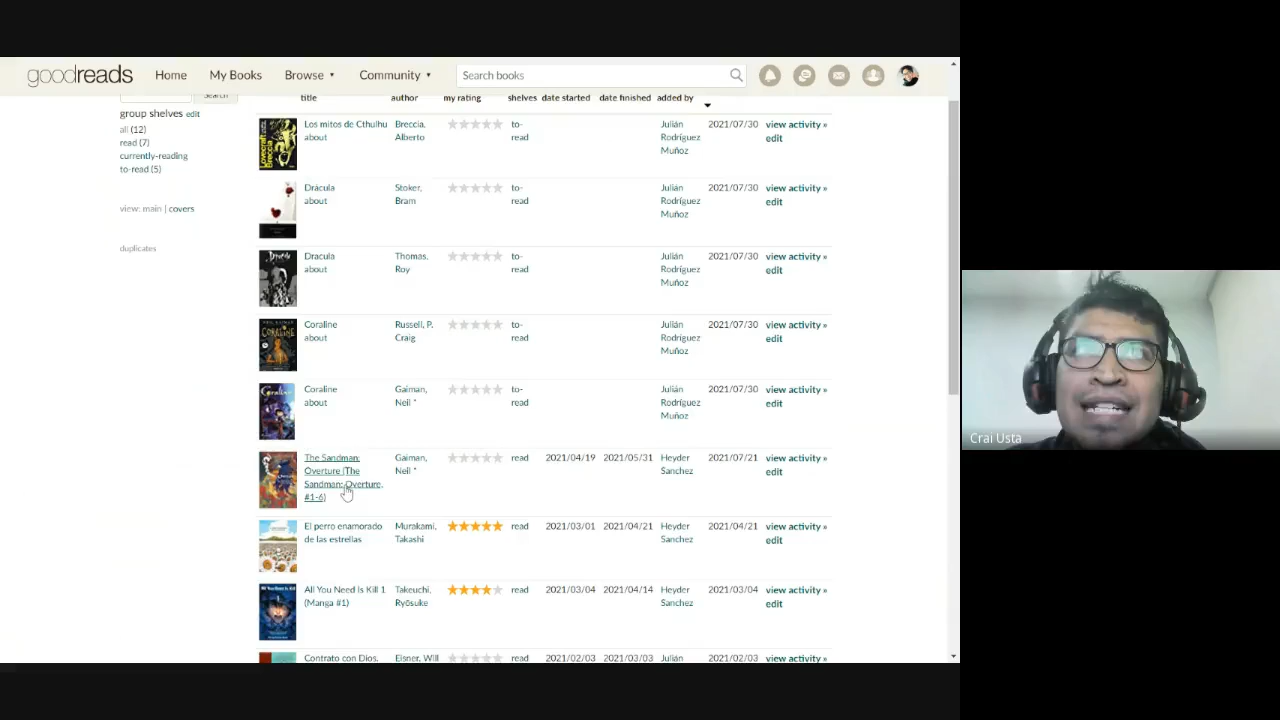 goodreads Home My Books Browse ▾ Community ▾ Search books
Search
title author my rating shelves date started date finished added by
group shelves edit
all (12)
read (7)
currently-reading
to-read (5)
view: main | covers
duplicates
Los mitos de Cthulhu Breccia, to- Julián 2021/07/30 view activity »
about Alberto read Rodríguez edit
Muñoz
Drácula Stoker, to- Julián 2021/07/30 view activity »
about Bram read Rodríguez edit
Muñoz
Dracula Thomas, to- Julián 2021/07/30 view activity »
about Roy read Rodríguez edit
Muñoz
Coraline Russell, P. to- Julián 2021/07/30 view activity »
about Craig read Rodríguez edit
Muñoz
Coraline Gaiman, to- Julián 2021/07/30 view activity »
about Neil * read Rodríguez edit
Muñoz
The Sandman: Gaiman, read 2021/04/19 2021/05/31 Heyder 2021/07/21 view activity »
Overture (The Neil * Sanchez edit
Sandman: Overture,
#1-6)
El perro enamorado Murakami, read 2021/03/01 2021/04/21 Heyder 2021/04/21 view activity »
de las estrellas Takashi Sanchez edit
All You Need Is Kill 1 Takeuchi, read 2021/03/04 2021/04/14 Heyder 2021/03/04 view activity »
(Manga #1) Ryōsuke Sanchez edit
Contrato con Dios, Eisner, Will read 2021/02/03 2021/03/03 Julián 2021/02/03 view activity »
Crai Usta